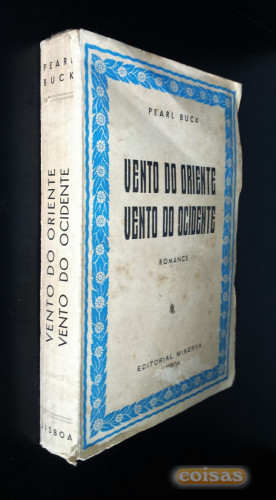 PEARL
BUCK
VENTO DO ORIENTE
VENTO DO OCIDENTE
LISBOA
PEARL BUCK
VENTO DO ORIENTE
VENTO DO OCIDENTE
ROMANCE
EDITORIAL MINERVA
LISBOA
coisas